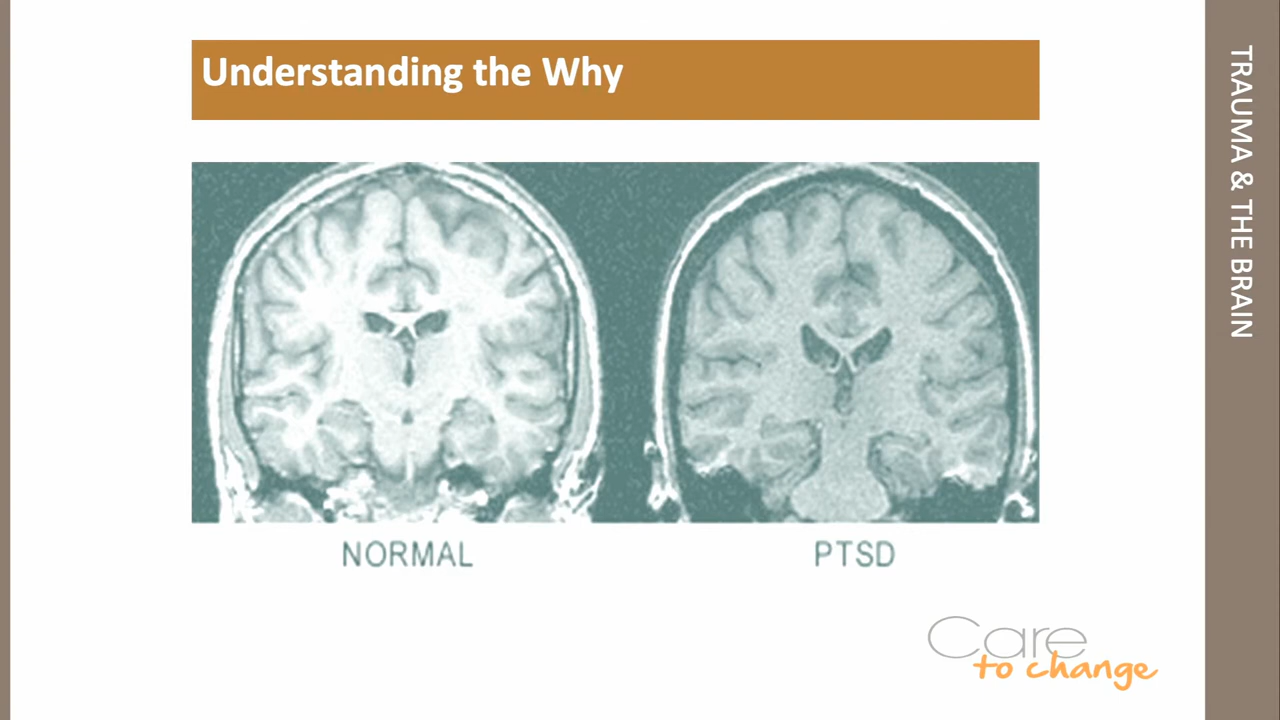 Understanding the Why
NORMAL
PTSD
Care
to change
TRAUMA & THE BRAIN